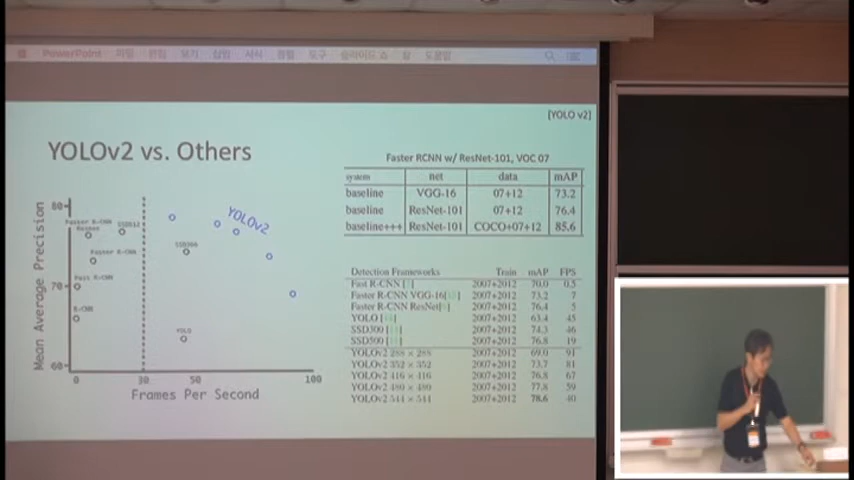 PowerPoint 파일 편집 보기 삽입 서식 정렬 도구 슬라이드 쇼 창 도움말
[YOLO v2]
YOLOv2 vs. Others
Mean Average Precision
80
70
60
Faster R-CNN
SSD512
YOLOv2
SSD300
Faster R-CNN
Fast R-CNN
R-CNN
YOLO
0 30 50 100
Frames Per Second
Faster RCNN w/ ResNet-101, VOC 07
system net data mAP
baseline VGG-16 07+12 73.2
baseline ResNet-101 07+12 76.4
baseline+++ ResNet-101 COCO+07+12 85.6
Detection Frameworks Train mAP FPS
Fast R-CNN 2007+2012 70.0 0.5
Faster R-CNN VGG-16 2007+2012 73.2 7
Faster R-CNN ResNet 2007+2012 76.4 5
YOLO 2007+2012 63.4 45
SSD300 2007+2012 74.3 46
SSD500 2007+2012 76.8 19
YOLOv2 288 × 288 2007+2012 69.0 91
YOLOv2 352 × 352 2007+2012 73.7 81
YOLOv2 416 × 416 2007+2012 76.8 67
YOLOv2 480 × 480 2007+2012 77.8 59
YOLOv2 544 × 544 2007+2012 78.6 40